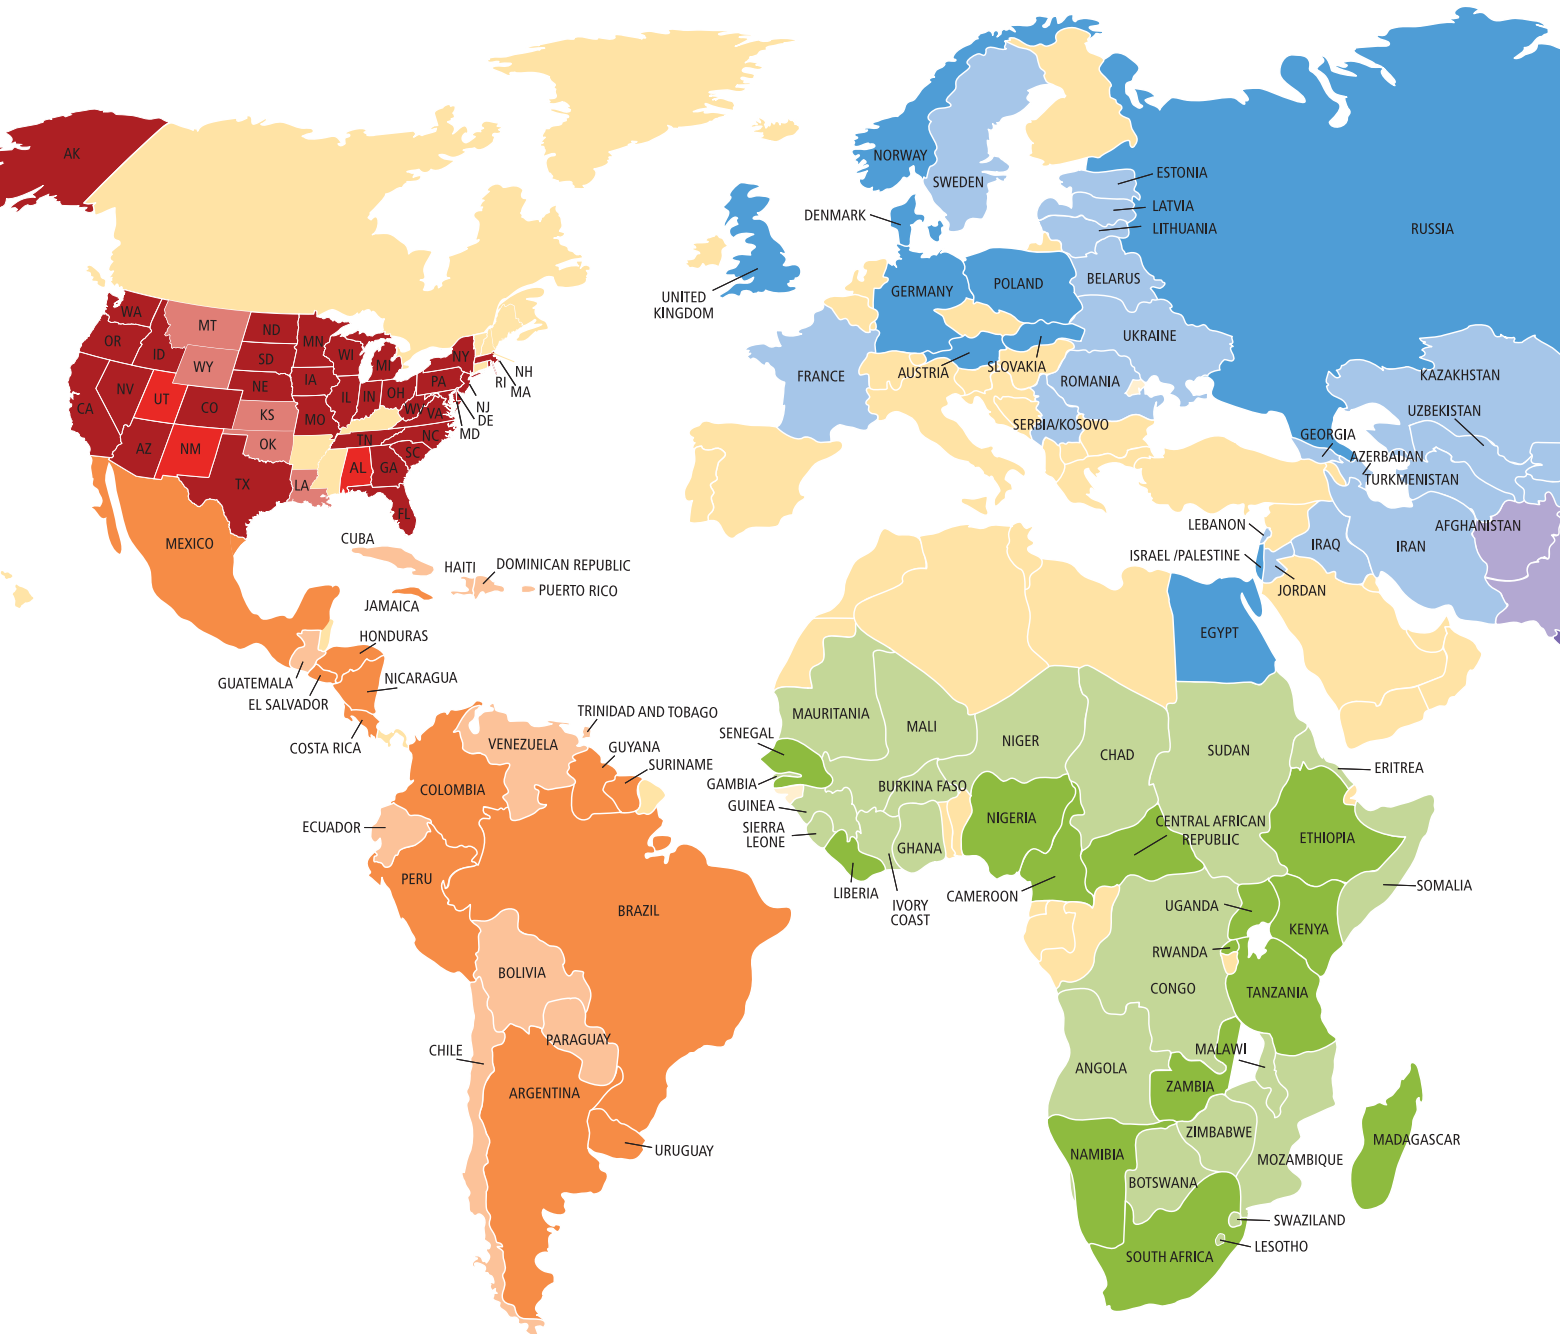 AK
WA
OR
ID
MT
WY
ND
SD
NE
KS
OK
MN
IA
MO
WI
IL
MI
IN
OH
NY
PA
WV
VA
NC
SC
TN
GA
AL
FL
LA
TX
NM
AZ
UT
CO
NV
CA
NH
MA
RI
NJ
DE
MD
MEXICO
CUBA
HAITI
DOMINICAN REPUBLIC
PUERTO RICO
JAMAICA
HONDURAS
NICARAGUA
GUATEMALA
EL SALVADOR
COSTA RICA
TRINIDAD AND TOBAGO
VENEZUELA
GUYANA
SURINAME
COLOMBIA
ECUADOR
PERU
BRAZIL
BOLIVIA
PARAGUAY
CHILE
ARGENTINA
URUGUAY
NORWAY
SWEDEN
DENMARK
ESTONIA
LATVIA
LITHUANIA
RUSSIA
UNITED
KINGDOM
GERMANY
POLAND
BELARUS
UKRAINE
FRANCE
AUSTRIA
SLOVAKIA
ROMANIA
SERBIA/KOSOVO
KAZAKHSTAN
UZBEKISTAN
GEORGIA
AZERBAIJAN
TURKMENISTAN
AFGHANISTAN
LEBANON
ISRAEL /PALESTINE
IRAQ
IRAN
JORDAN
EGYPT
MAURITANIA
MALI
NIGER
CHAD
SUDAN
ERITREA
SENEGAL
GAMBIA
GUINEA
SIERRA
LEONE
LIBERIA
IVORY
COAST
BURKINA FASO
GHANA
NIGERIA
CAMEROON
CENTRAL AFRICAN
REPUBLIC
ETHIOPIA
SOMALIA
UGANDA
KENYA
RWANDA
CONGO
TANZANIA
ANGOLA
MALAWI
ZAMBIA
ZIMBABWE
MOZAMBIQUE
MADAGASCAR
NAMIBIA
BOTSWANA
SWAZILAND
LESOTHO
SOUTH AFRICA